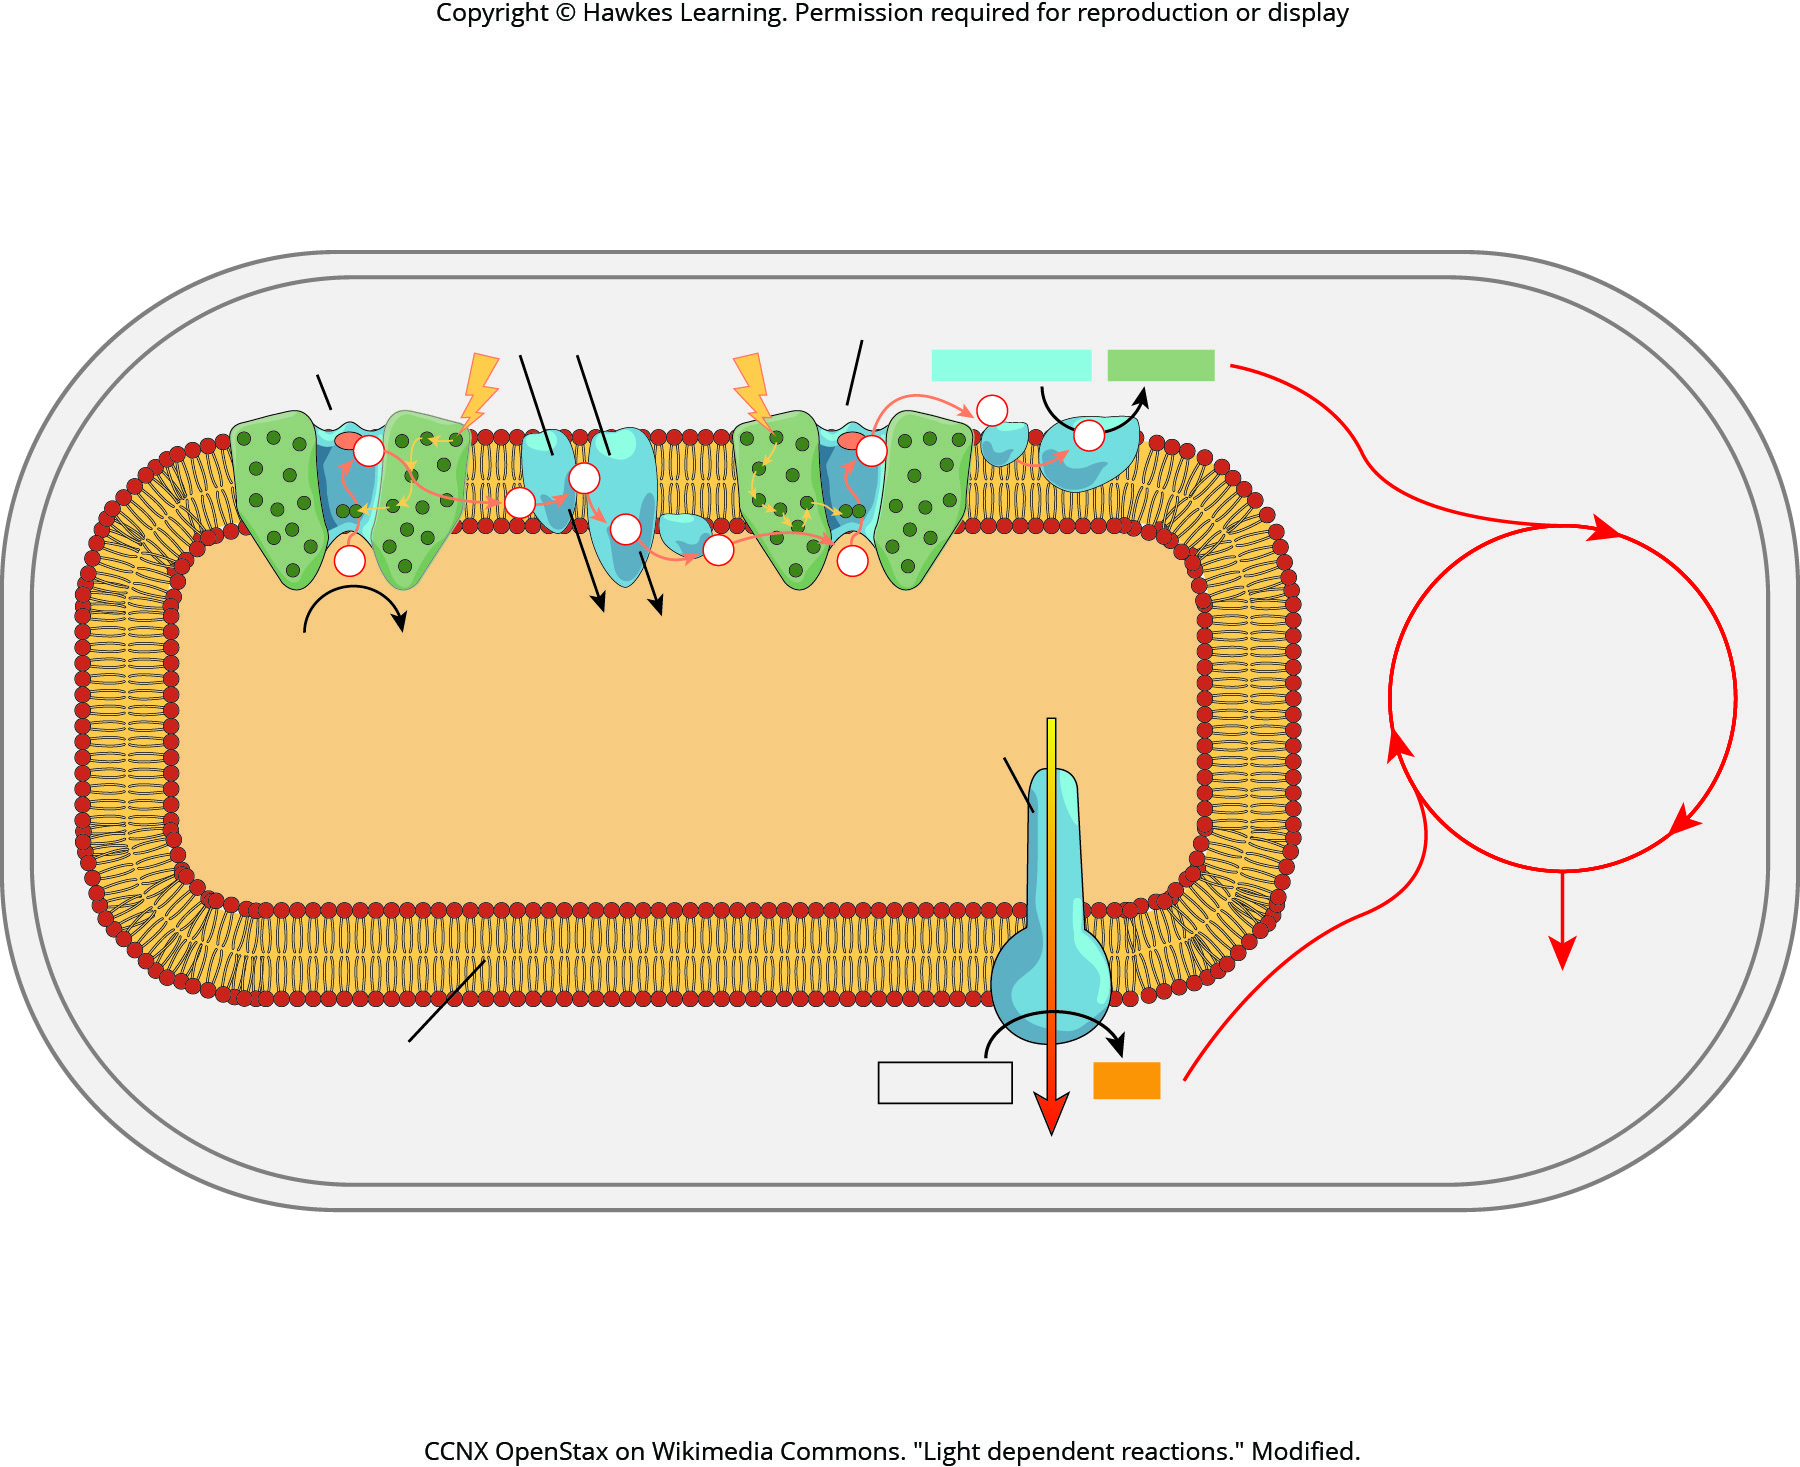 Copyright © Hawkes Learning. Permission required for reproduction or display
CCNX OpenStax on Wikimedia Commons. "Light dependent reactions." Modified.